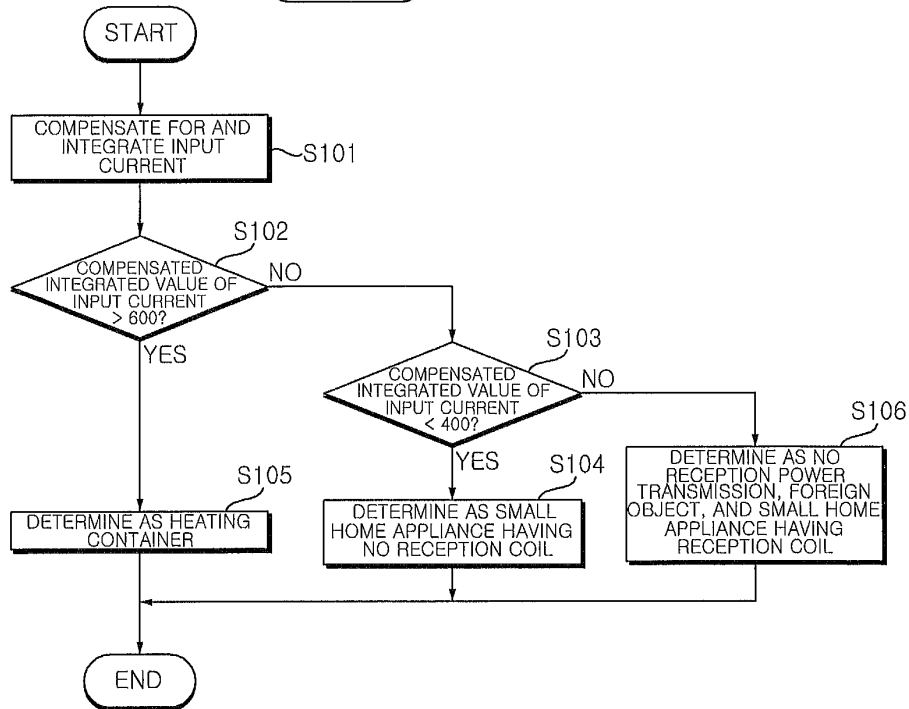 START
COMPENSATE FOR AND
INTEGRATE INPUT
CURRENT
S101
S102
COMPENSATED
INTEGRATED VALUE OF
INPUT CURRENT
> 600?
NO
YES
S103
COMPENSATED
INTEGRATED VALUE OF
INPUT CURRENT
< 400?
NO
YES
S105
DETERMINE AS HEATING
CONTAINER
S104
DETERMINE AS SMALL
HOME APPLIANCE HAVING
NO RECEPTION COIL
S106
DETERMINE AS NO
RECEPTION POWER
TRANSMISSION, FOREIGN
OBJECT, AND SMALL HOME
APPLIANCE HAVING
RECEPTION COIL
END